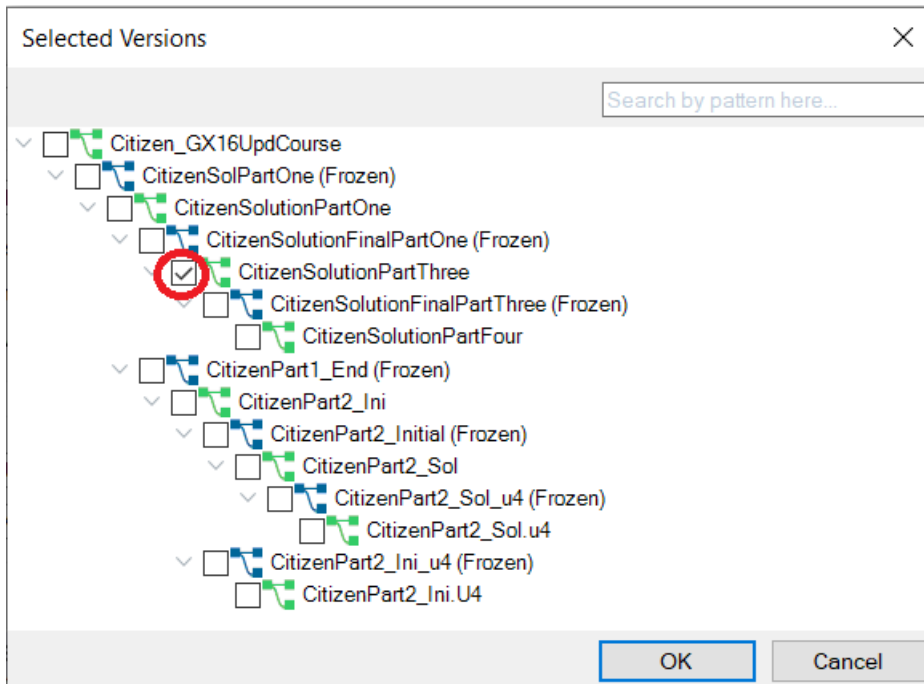 Selected Versions
Search by pattern here...
Citizen_GX16UpdCourse
CitizenSolPartOne (Frozen)
CitizenSolutionPartOne
CitizenSolutionFinalPartOne (Frozen)
CitizenSolutionPartThree
CitizenSolutionFinalPartThree (Frozen)
CitizenSolutionPartFour
CitizenPart1_End (Frozen)
CitizenPart2_Ini
CitizenPart2_Initial (Frozen)
CitizenPart2_Sol
CitizenPart2_Sol_u4 (Frozen)
CitizenPart2_Sol.u4
CitizenPart2_Ini_u4 (Frozen)
CitizenPart2_Ini.U4
OK Cancel